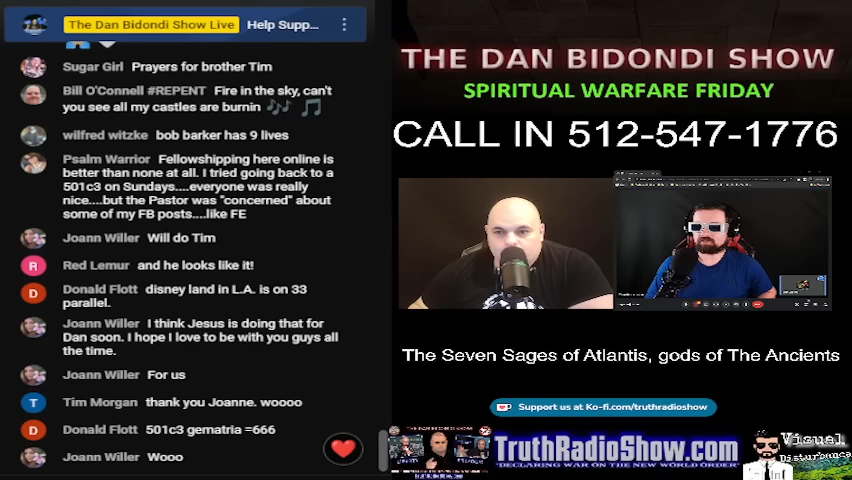 The Dan Bidondi Show Live Help Supp...
Sugar Girl Prayers for brother Tim
Bill O'Connell #REPENT Fire in the sky, can't
you see all my castles are burnin
wilfred witzke bob barker has 9 lives
Psalm Warrior Fellowshipping here online is
better than none at all. I tried going back to a
501c3 on Sundays....everyone was really
nice....but the Pastor was "concerned" about
some of my FB posts....like FE
Joann Willer Will do Tim
R Red Lemur and he looks like it!
D Donald Flott disney land in L.A. is on 33
parallel.
Joann Willer I think Jesus is doing that for
Dan soon. I hope I love to be with you guys all
the time.
Joann Willer For us
T Tim Morgan thank you Joanne. woooo
D Donald Flott 501c3 gematria =666
Joann Willer Wooo
THE DAN BIDONDI SHOW
SPIRITUAL WARFARE FRIDAY
CALL IN 512-547-1776
The Seven Sages of Atlantis, gods of The Ancients
Support us at Ko-fi.com/truthradioshow
TruthRadioShow.com
"DECLARING WAR ON THE NEW WORLD ORDER"
Visual
Disturbance